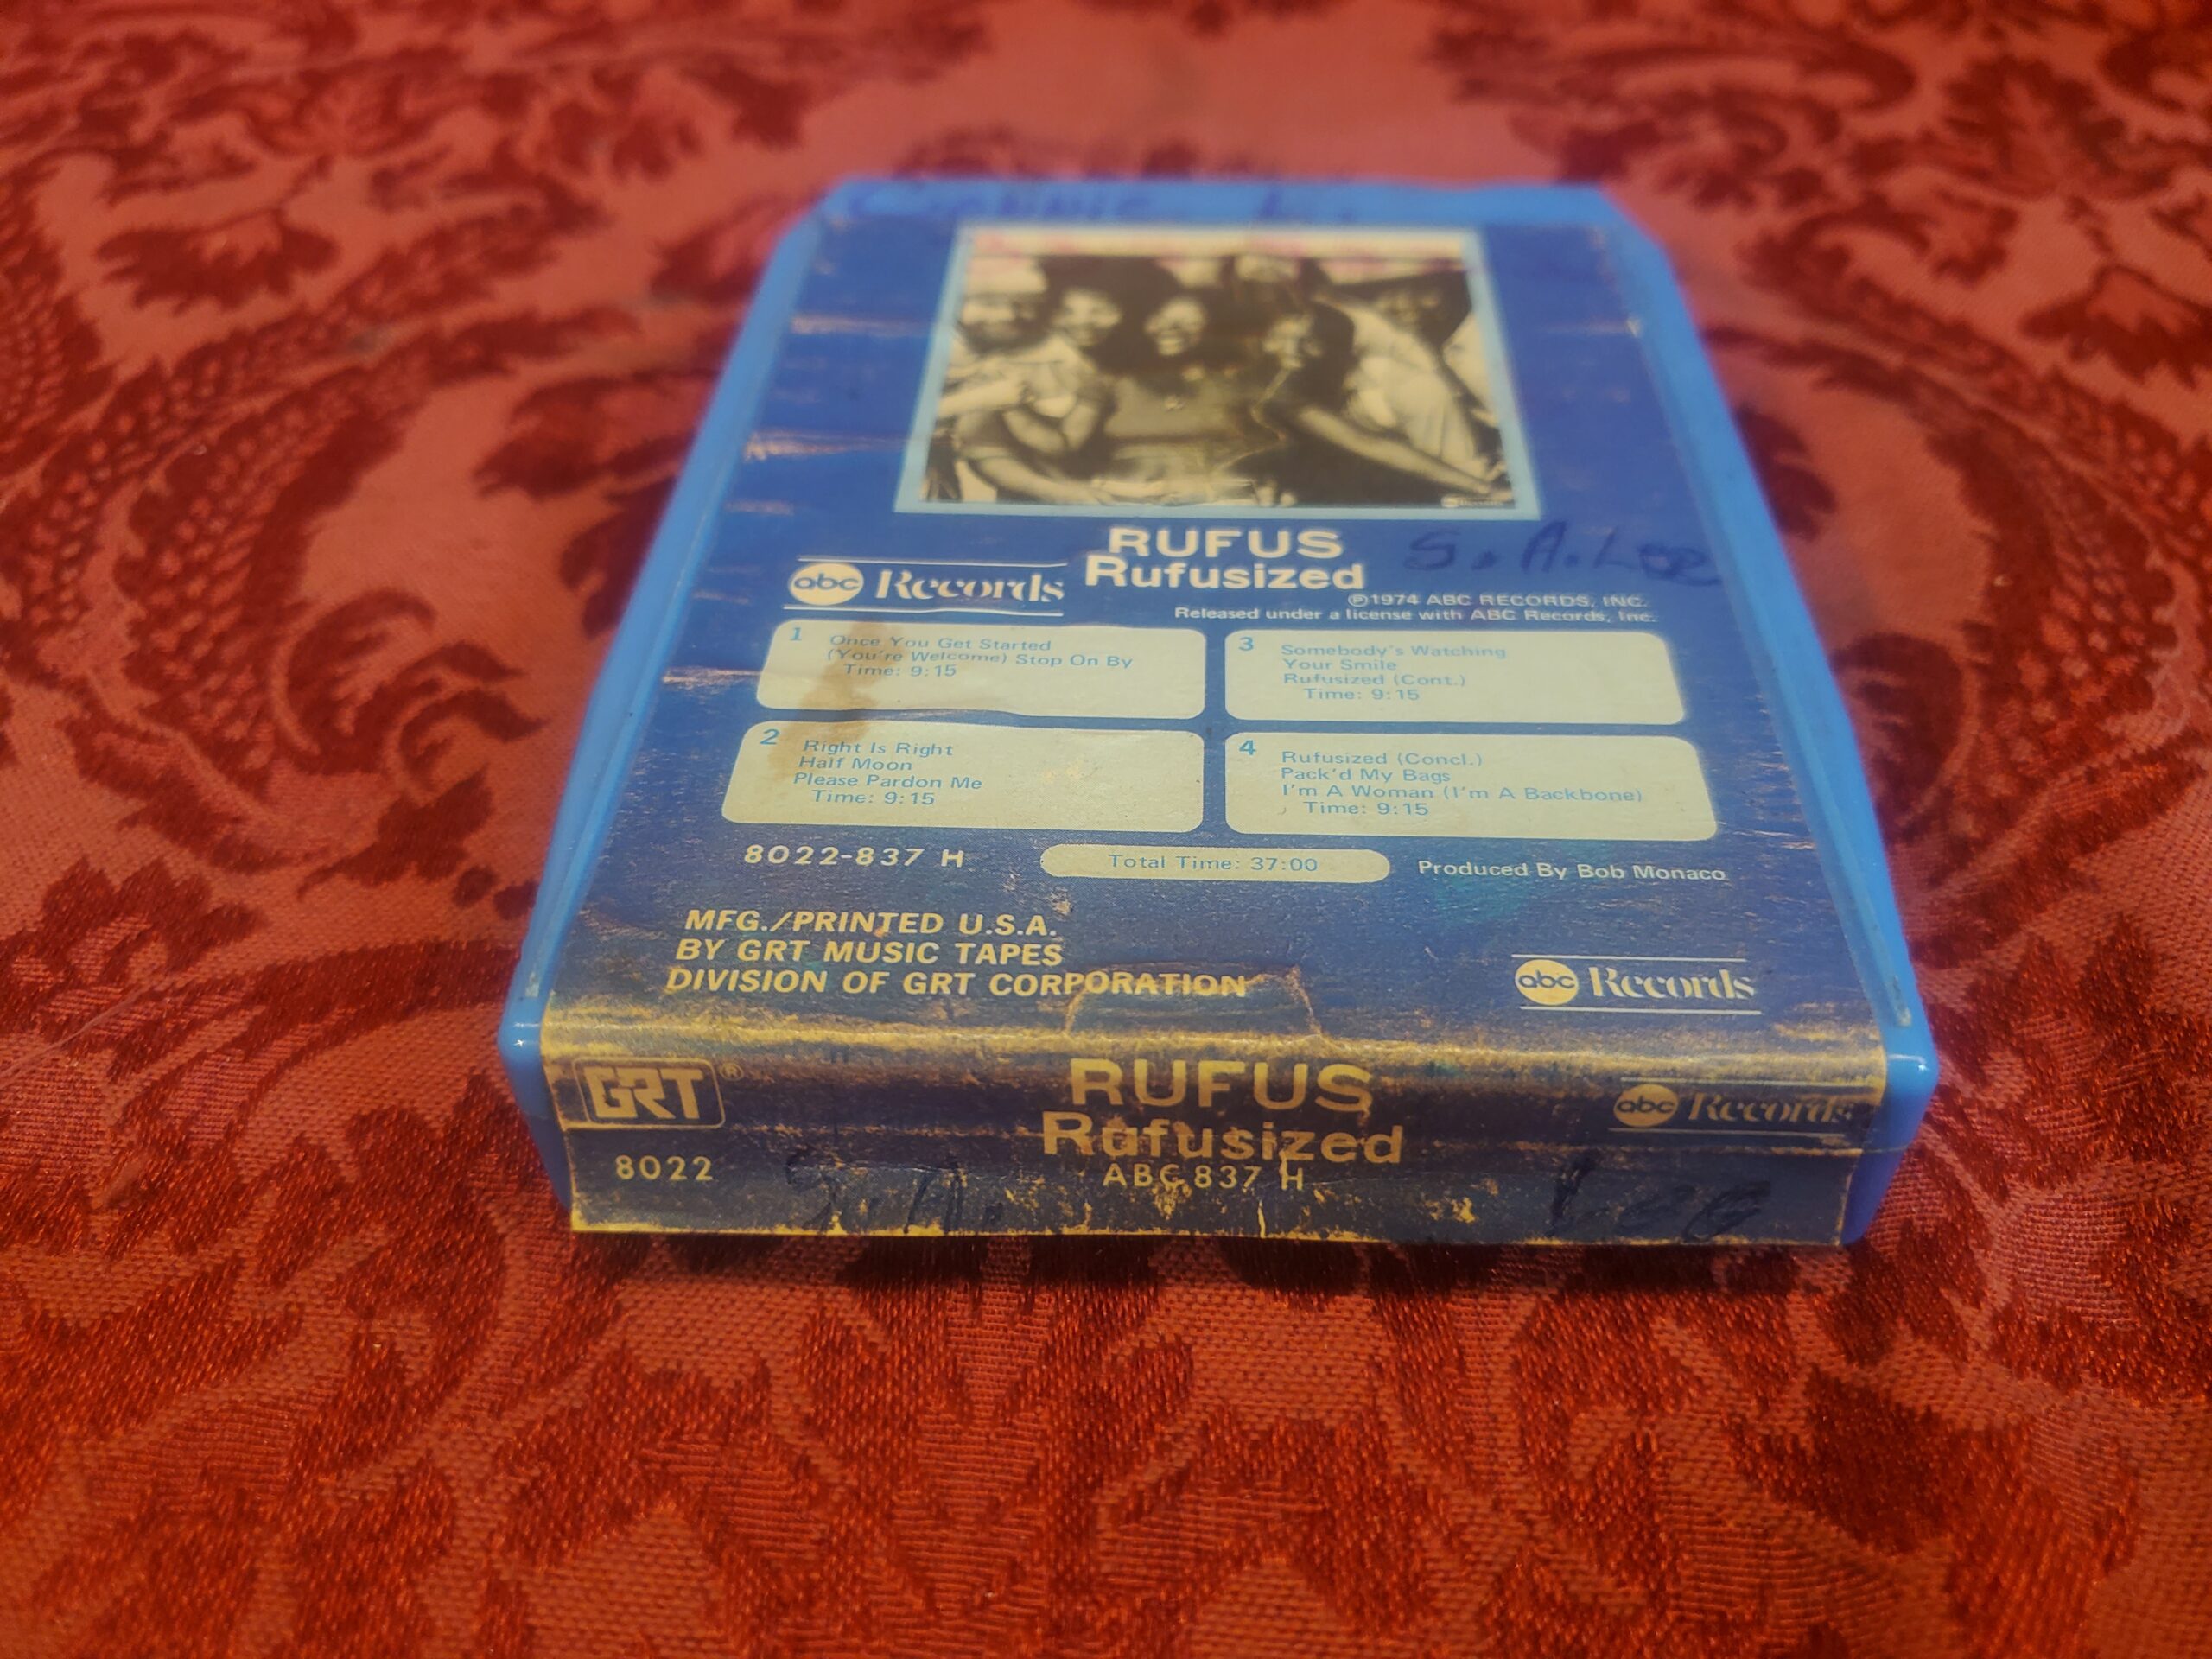 RUFUS
Rufusized
S. A. Lee
abc Records
℗1974 ABC RECORDS, INC.
Released under a license with ABC Records, Inc.
1 Once You Get Started
(You're Welcome) Stop On By
Time: 9:15
2 Right Is Right
Half Moon
Please Pardon Me
Time: 9:15
3 Somebody's Watching
Your Smile
Rufusized (Cont.)
Time: 9:15
4 Rufusized (Concl.)
Pack'd My Bags
I'm A Woman (I'm A Backbone)
Time: 9:15
8022-837 H
Total Time: 37:00
Produced By Bob Monaco
MFG./PRINTED U.S.A.
BY GRT MUSIC TAPES
DIVISION OF GRT CORPORATION
abc Records
GRT®
RUFUS
abc Records
Rufusized
8022
ABC 837 H
S. A. Lee